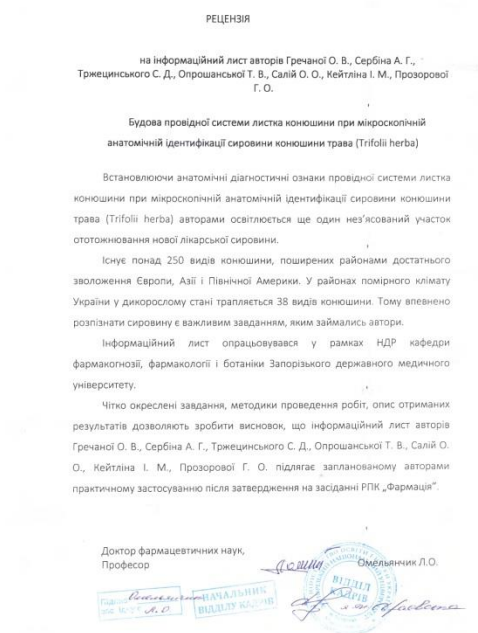 РЕЦЕНЗІЯ
на інформаційний лист авторів Гречаної О. В., Сербіна А. Г.,
Тржецинського С. Д., Опрошанської Т. В., Салій О. О., Кейтліна І. М., Прозорової
Г. О.
Будова провідної системи листка конюшини при мікроскопічній
анатомічній ідентифікації сировини конюшини трава (Trifolii herba)
Встановлюючи анатомічні діагностичні ознаки провідної системи листка
конюшини при мікроскопічній анатомічній ідентифікації сировини конюшини
трава (Trifolii herba) авторами освітлюється ще один нез’ясований участок
ототожнювання нової лікарської сировини.
Існує понад 250 видів конюшини, поширених районами достатнього
зволоження Європи, Азії і Північної Америки. У районах помірного клімату
України у дикорослому стані трапляється 38 видів конюшини. Тому впевнено
розпізнати сировину є важливим завданням, яким займались автори.
Інформаційний лист опрацьовувався у рамках НДР кафедри
фармакогнозії, фармакології і ботаніки Запорізького державного медичного
університету.
Чітко окреслені завдання, методики проведення робіт, опис отриманих
результатів дозволяють зробити висновок, що інформаційний лист авторів
Гречаної О. В., Сербіна А. Г., Тржецинського С. Д., Опрошанської Т. В., Салій О.
О., Кейтліна І. М., Прозорової Г. О. підлягає запланованому авторами
практичному застосуванню після затвердження на засіданні РПК „Фармація”.
Доктор фармацевтичних наук,
Професор Омельянчик Л.О.
НАЧАЛЬНИК
ВІДДІЛУ КАДРІВ
Л.О.
ВІДДІЛ
КАДРІВ